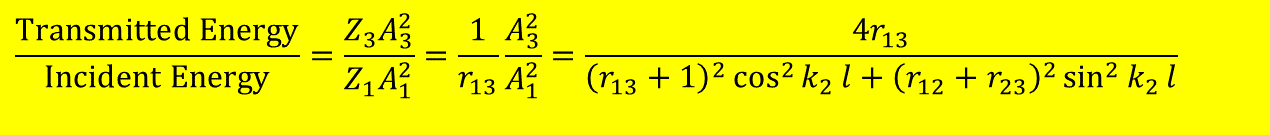 Transmitted Energy / Incident Energy = Z₃A₃² / Z₁A₁² = 1/r₁₃ A₃²/A₁² = 4r₁₃ / (r₁₃ + 1)² cos² k₂ l + (r₁₂ + r₂₃)² sin² k₂ l